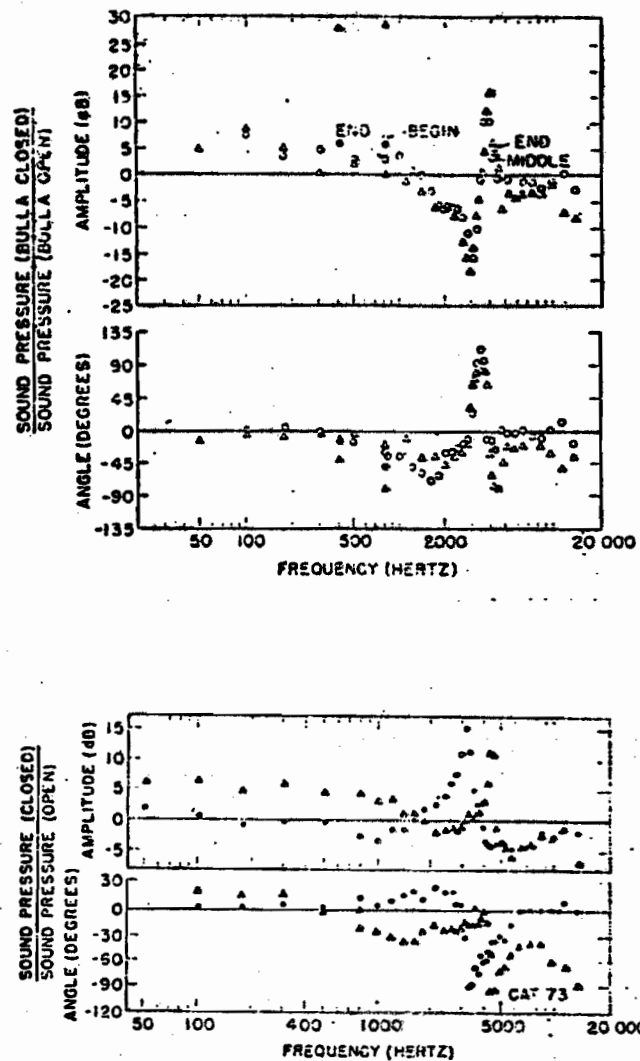 SOUND PRESSURE (BULLA CLOSED)
SOUND PRESSURE (BULLA OPEN)
AMPLITUDE (dB)
30
25
20
15
10
5
0
-5
-10
-15
-20
-25
END
BEGIN
END
MIDDLE
ANGLE (DEGREES)
135
90
45
0
-45
-90
-135
50 100 500 2000 20 000
FREQUENCY (HERTZ)
SOUND PRESSURE (CLOSED)
SOUND PRESSURE (OPEN)
AMPLITUDE (dB)
15
10
5
0
-5
ANGLE (DEGREES)
30
0
-30
-60
-90
-120
CAT 73
50 100 400 1000 5000 20 000
FREQUENCY (HERTZ)